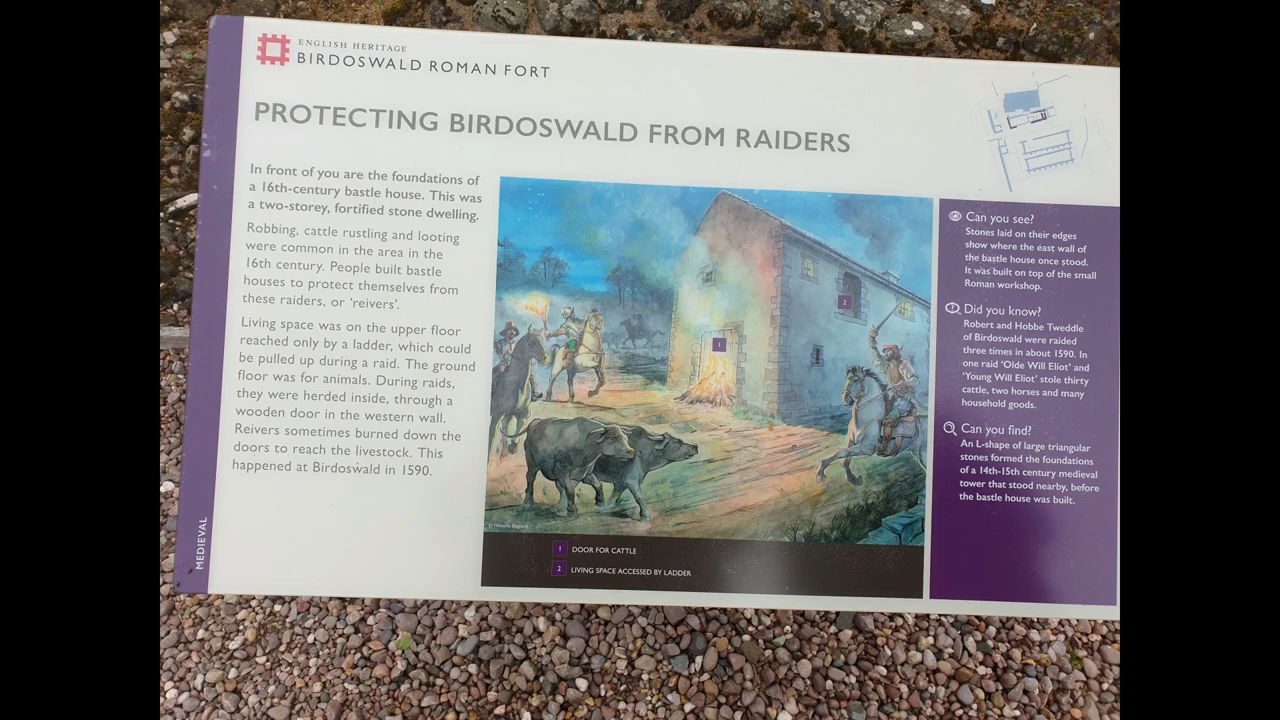 ENGLISH HERITAGE
BIRDOSWALD ROMAN FORT
PROTECTING BIRDOSWALD FROM RAIDERS
In front of you are the foundations of
a 16th-century bastle house. This was
a two-storey, fortified stone dwelling.
Robbing, cattle rustling and looting
were common in the area in the
16th century. People built bastle
houses to protect themselves from
these raiders, or 'reivers'.
Living space was on the upper floor
reached only by a ladder, which could
be pulled up during a raid. The ground
floor was for animals. During raids,
they were herded inside, through a
wooden door in the western wall.
Reivers sometimes burned down the
doors to reach the livestock. This
happened at Birdoswald in 1590.
MEDIEVAL
1
2
© Historic England
1 DOOR FOR CATTLE
2 LIVING SPACE ACCESSED BY LADDER
Can you see?
Stones laid on their edges
show where the east wall of
the bastle house once stood.
It was built on top of the small
Roman workshop.
Did you know?
Robert and Hobbe Tweddle
of Birdoswald were raided
three times in about 1590. In
one raid 'Olde Will Eliot' and
'Young Will Eliot' stole thirty
cattle, two horses and many
household goods.
Can you find?
An L-shape of large triangular
stones formed the foundations
of a 14th-15th century medieval
tower that stood nearby, before
the bastle house was built.